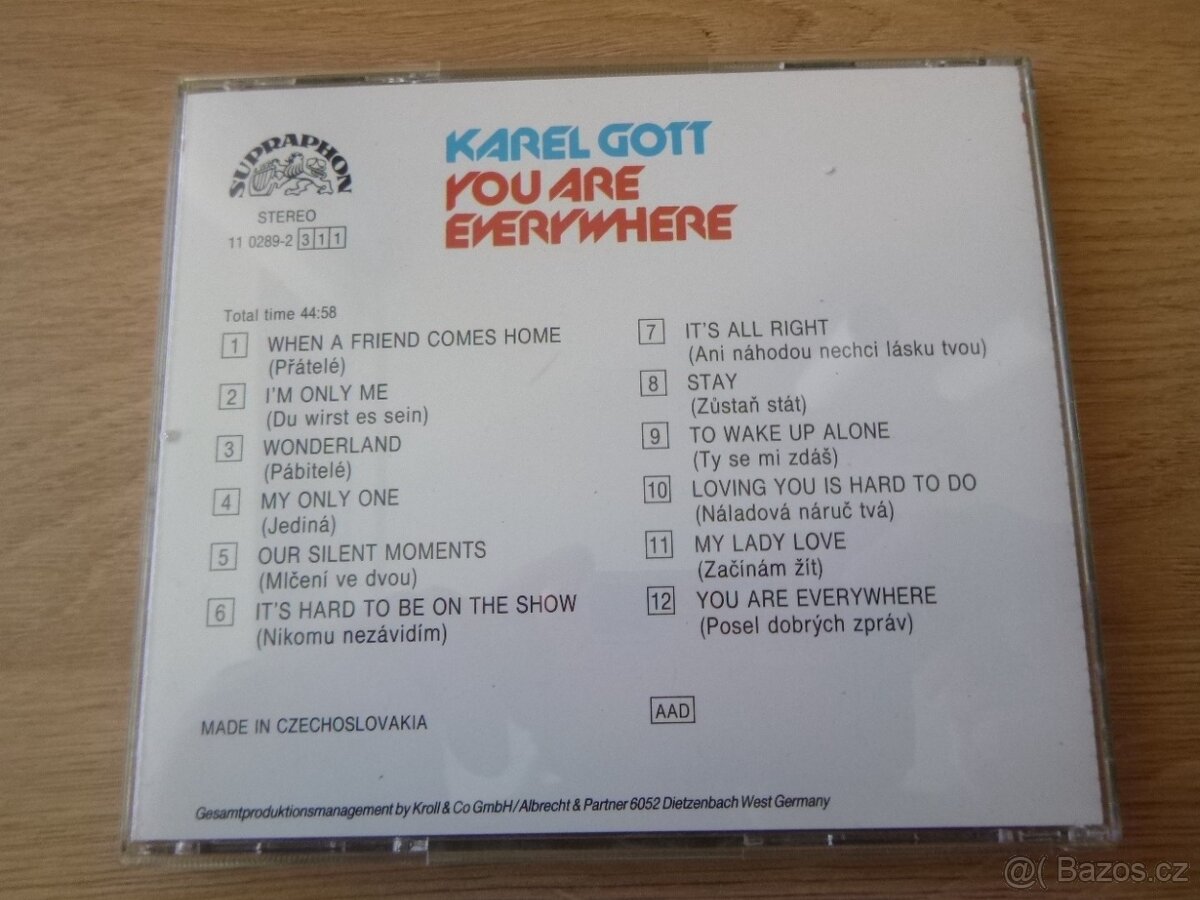 SUPRAPHON
STEREO
11 0289-2 311
KAREL GOTT
YOU ARE
EVERYWHERE
Total time 44:58
1 WHEN A FRIEND COMES HOME
(Přátelé)
2 I'M ONLY ME
(Du wirst es sein)
3 WONDERLAND
(Pábitelé)
4 MY ONLY ONE
(Jediná)
5 OUR SILENT MOMENTS
(Mlčení ve dvou)
6 IT'S HARD TO BE ON THE SHOW
(Nikomu nezávidím)
7 IT'S ALL RIGHT
(Ani náhodou nechci lásku tvou)
8 STAY
(Zůstaň stát)
9 TO WAKE UP ALONE
(Ty se mi zdáš)
10 LOVING YOU IS HARD TO DO
(Náladová náruč tvá)
11 MY LADY LOVE
(Začínám žít)
12 YOU ARE EVERYWHERE
(Posel dobrých zpráv)
MADE IN CZECHOSLOVAKIA
AAD
Gesamtproduktionsmanagement by Kroll & Co GmbH/Albrecht & Partner 6052 Dietzenbach West Germany
@( Bazos.cz